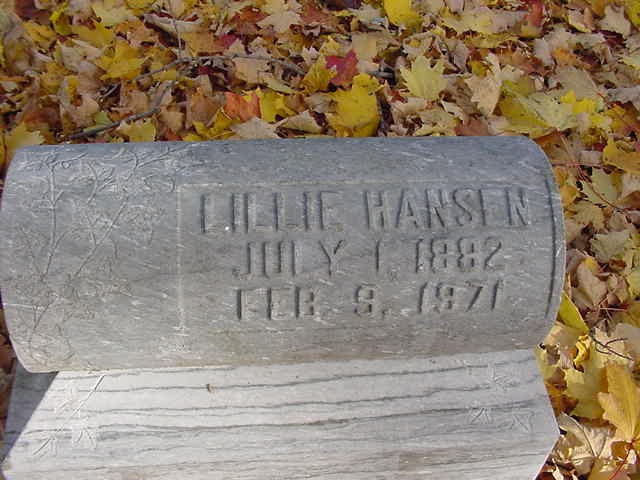 LILLIE HANSEN
JULY 1, 1882
FEB 9, 1971